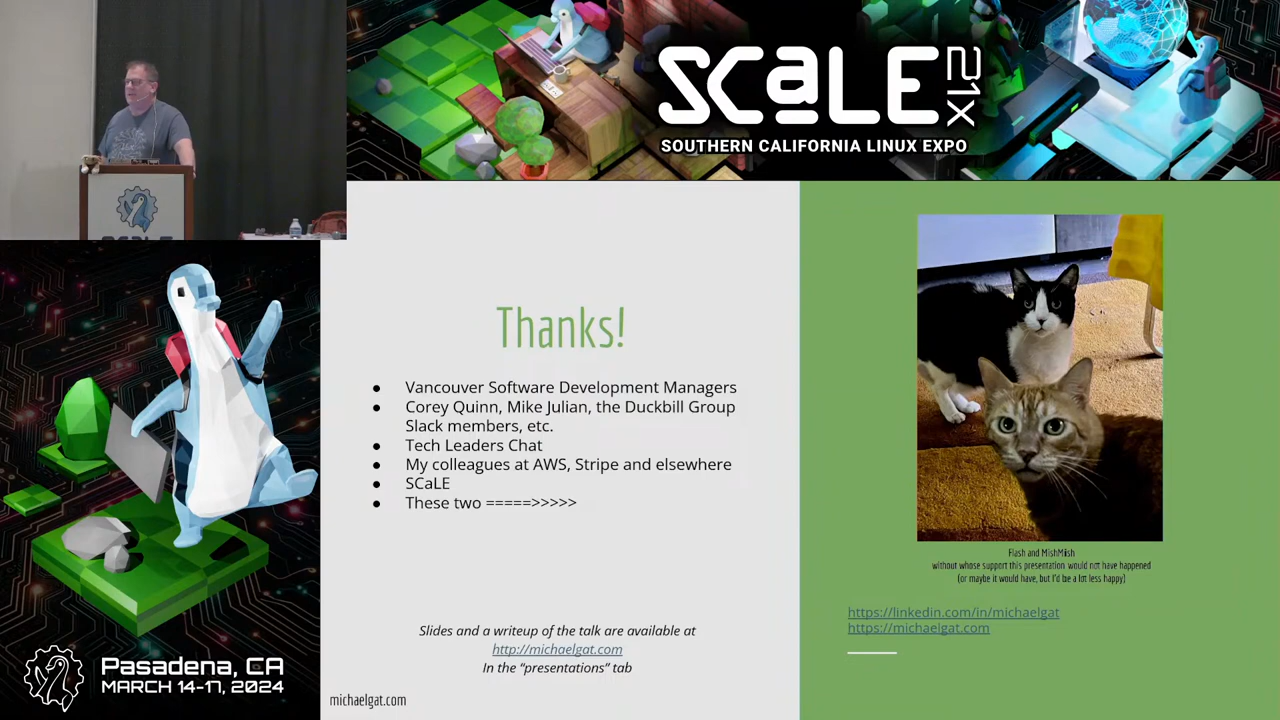 SCaLE 21X
SOUTHERN CALIFORNIA LINUX EXPO
SCALE
Thanks!
● Vancouver Software Development Managers
● Corey Quinn, Mike Julian, the Duckbill Group
Slack members, etc.
● Tech Leaders Chat
● My colleagues at AWS, Stripe and elsewhere
● SCaLE
● These two =====>>>>>
Flash and MishMish
without whose support this presentation would not have happened
(or maybe it would have, but I'd be a lot less happy)
https://linkedin.com/in/michaelgat
https://michaelgat.com
Slides and a writeup of the talk are available at
http://michaelgat.com
In the “presentations” tab
michaelgat.com
Pasadena, CA
MARCH 14-17, 2024